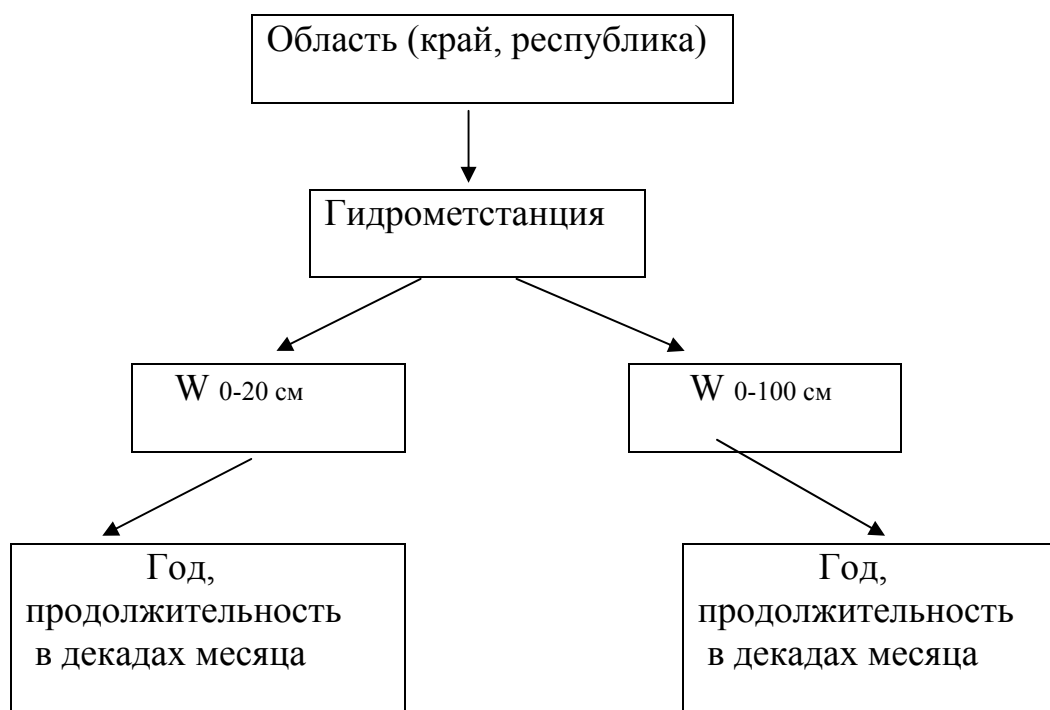 Область (край, республика)
Гидрометстанция
W 0-20 см
W 0-100 см
Год,
продолжительность
в декадах месяца
Год,
продолжительность
в декадах месяца